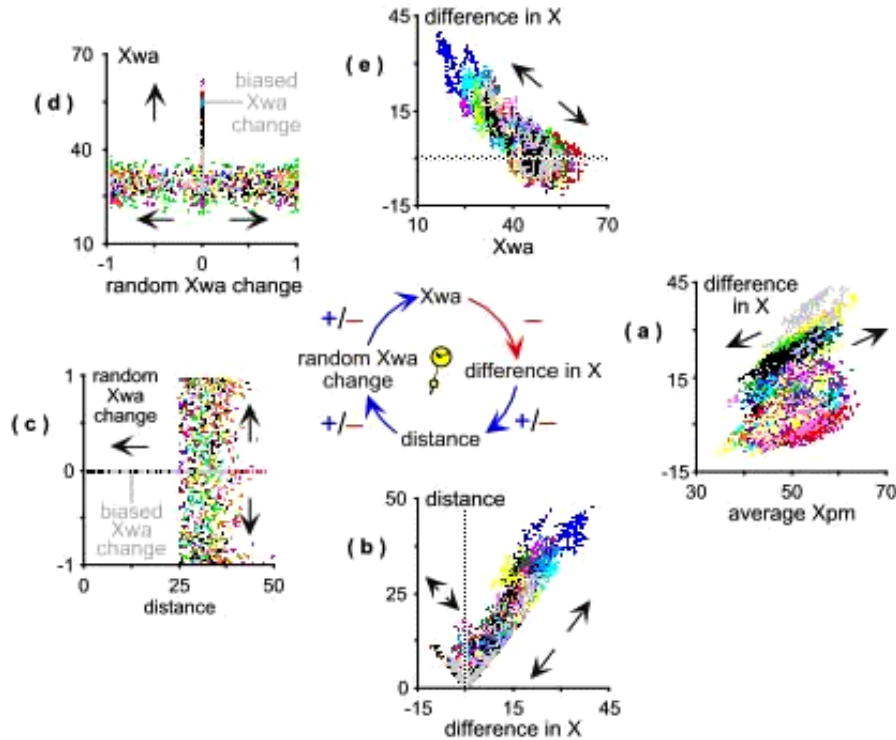 45
difference in X
( e )
15
-15
10
40
70
Xwa
70
Xwa
( d )
biased
Xwa
change
40
10
-1
0
1
random Xwa change
+/–
Xwa
–
random Xwa
change
difference in X
+/–
distance
+/–
45
difference
in X
( a )
15
-15
30
50
70
average Xpm
1
random
Xwa
change
( c )
0
biased
Xwa
change
-1
0
25
50
distance
50
distance
( b )
25
0
-15
15
45
difference in X